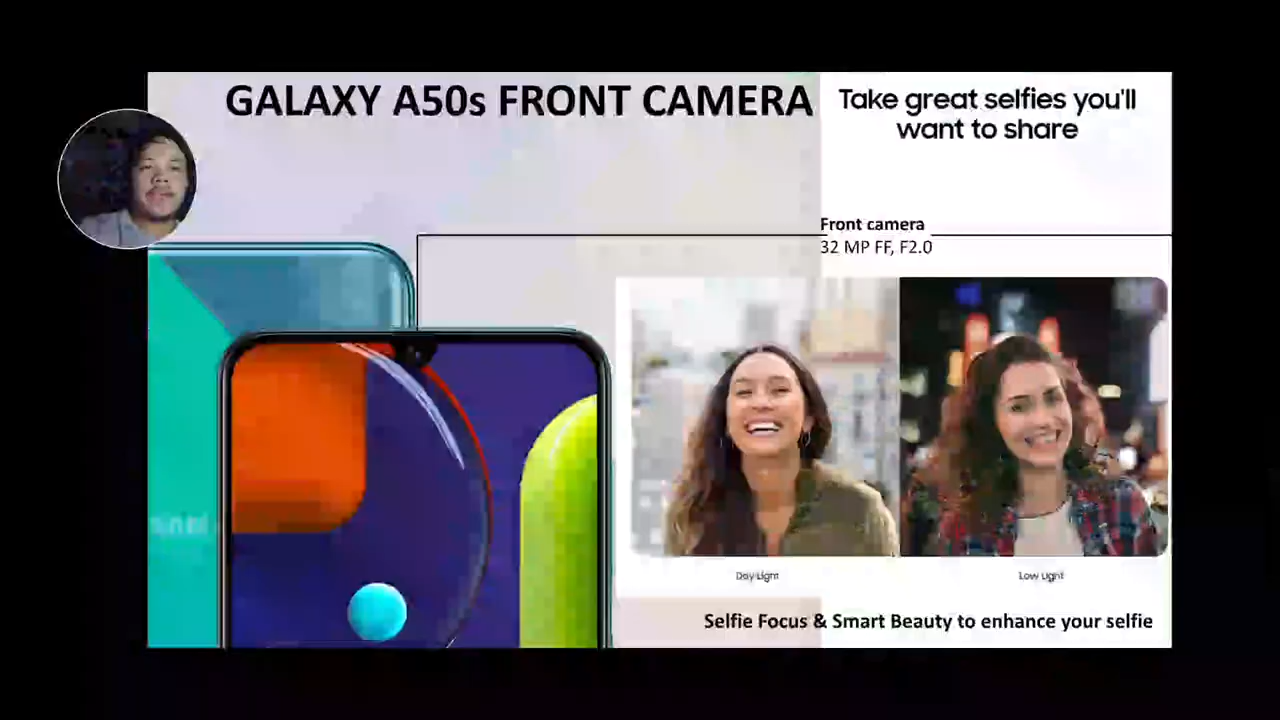 GALAXY A50s FRONT CAMERA
Take great selfies you'll
want to share
Front camera
32 MP FF, F2.0
Day Light
Low Light
Selfie Focus & Smart Beauty to enhance your selfie